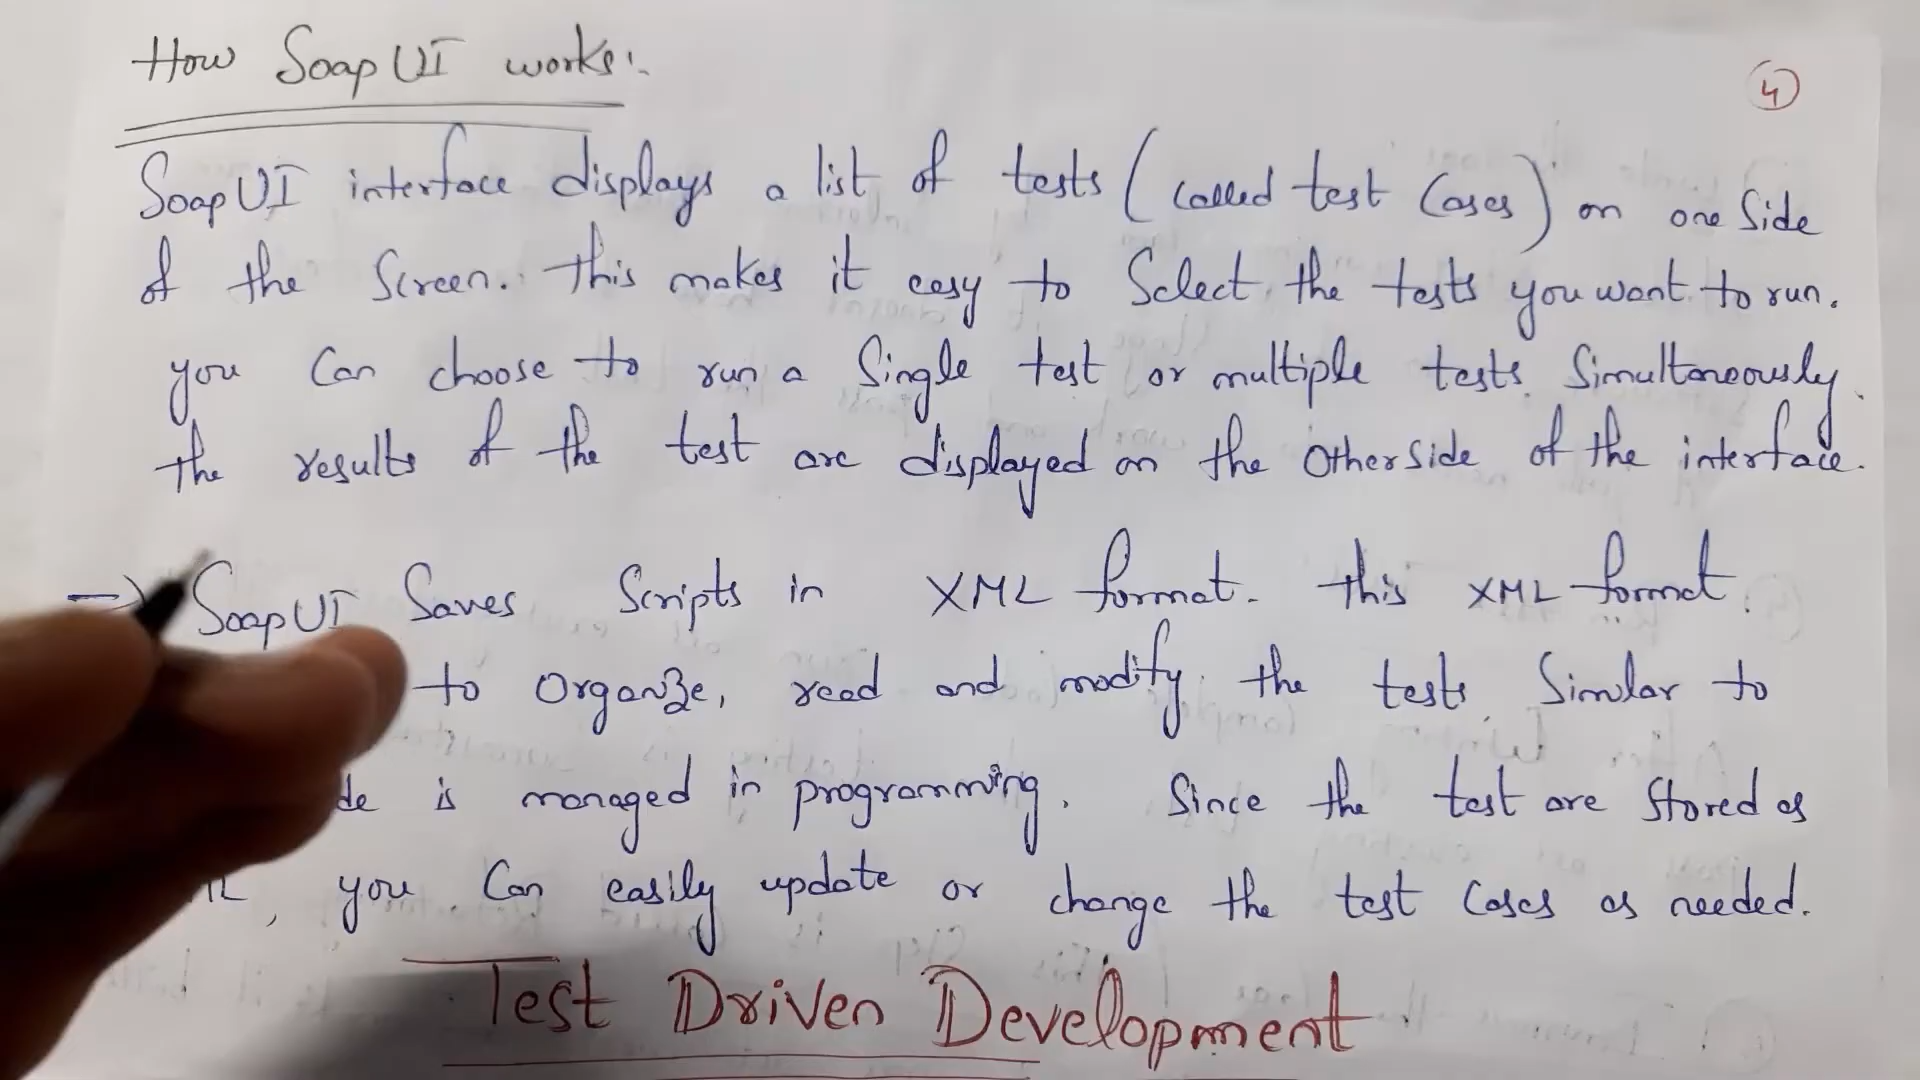 How SoapUI works:
4
SoapUI interface displays a list of tests (called test Cases) on one Side
of the Screen. this makes it easy to Select the tests you want to run.
you Can choose to run a Single test or multiple tests Simultaneously.
the results of the test are displayed on the Otherside of the interface.
→ SoapUI Saves Scripts in XML format. this XML format.
to Organize, read and modify the tests Similar to
de is managed in programming. Since the test are Stored as
you Can easily update or change the test Cases as needed.
Test Driven Development